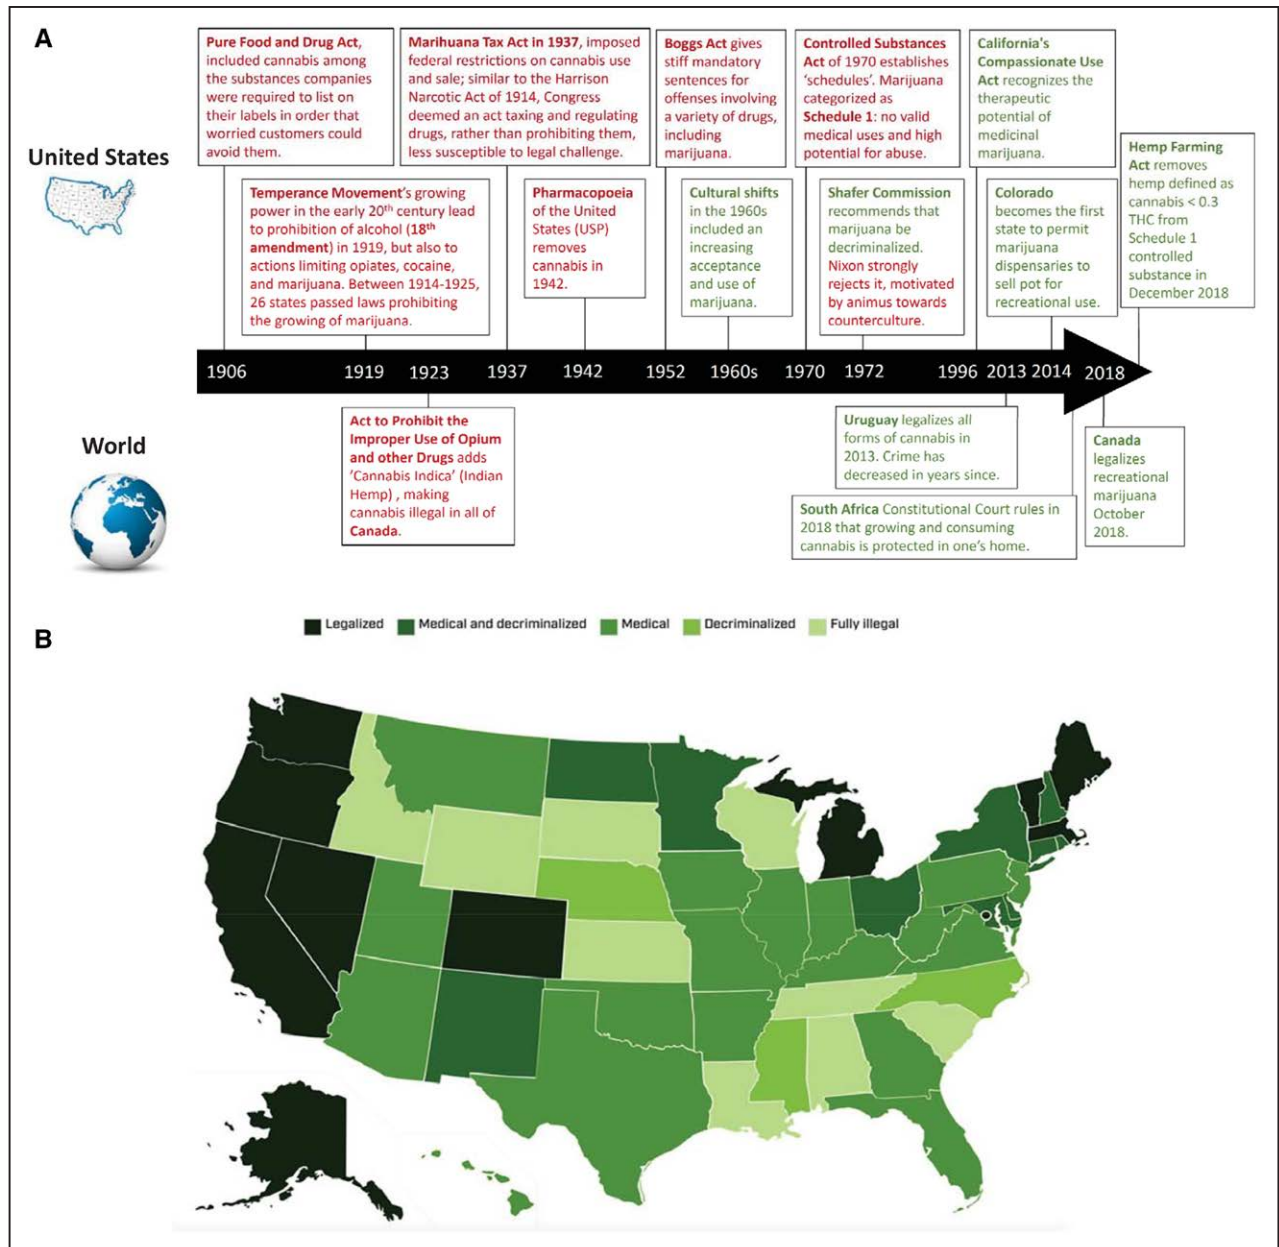 A
Pure Food and Drug Act,
included cannabis among
the substances companies
were required to list on
their labels in order that
worried customers could
avoid them.
Marihuana Tax Act in 1937, imposed
federal restrictions on cannabis use
and sale; similar to the Harrison
Narcotic Act of 1914, Congress
deemed an act taxing and regulating
drugs, rather than prohibiting them,
less susceptible to legal challenge.
Boggs Act gives
stiff mandatory
sentences for
offenses involving
a variety of drugs,
including
marijuana.
Controlled Substances
Act of 1970 establishes
‘schedules’. Marijuana
categorized as
Schedule 1: no valid
medical uses and high
potential for abuse.
California's
Compassionate Use
Act recognizes the
therapeutic
potential of
medicinal
marijuana.
Hemp Farming
Act removes
hemp defined as
cannabis < 0.3
THC from
Schedule 1
controlled
substance in
December 2018
United States
Temperance Movement’s growing
power in the early 20th century lead
to prohibition of alcohol (18th
amendment) in 1919, but also to
actions limiting opiates, cocaine,
and marijuana. Between 1914-1925,
26 states passed laws prohibiting
the growing of marijuana.
Pharmacopoeia
of the United
States (USP)
removes
cannabis in
1942.
Cultural shifts
in the 1960s
included an
increasing
acceptance
and use of
marijuana.
Shafer Commission
recommends that
marijuana be
decriminalized.
Nixon strongly
rejects it, motivated
by animus towards
counterculture.
Colorado
becomes the first
state to permit
marijuana
dispensaries to
sell pot for
recreational use.
1906 1919 1923 1937 1942 1952 1960s 1970 1972 1996 2013 2014 2018
World
Act to Prohibit the
Improper Use of Opium
and other Drugs adds
‘Cannabis Indica’ (Indian
Hemp) , making
cannabis illegal in all of
Canada.
Uruguay legalizes all
forms of cannabis in
2013. Crime has
decreased in years since.
South Africa Constitutional Court rules in
2018 that growing and consuming
cannabis is protected in one’s home.
Canada
legalizes
recreational
marijuana
October
2018.
B
Legalized Medical and decriminalized Medical Decriminalized Fully illegal